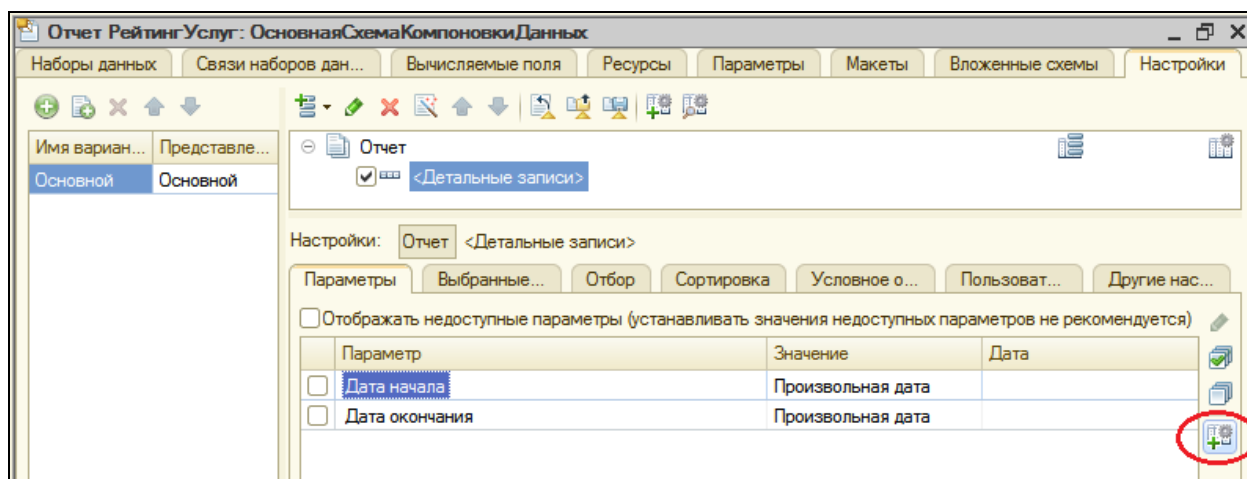 Отчет РейтингУслуг: ОсновнаяСхемаКомпоновкиДанных
Наборы данных Связи наборов дан... Вычисляемые поля Ресурсы Параметры Макеты Вложенные схемы Настройки
Имя вариан... Представле...
Основной Основной
Отчет
<Детальные записи>
Настройки: Отчет <Детальные записи>
Параметры Выбранные... Отбор Сортировка Условное о... Пользоват... Другие нас...
Отображать недоступные параметры (устанавливать значения недоступных параметров не рекомендуется)
Параметр Значение Дата
Дата начала Произвольная дата
Дата окончания Произвольная дата